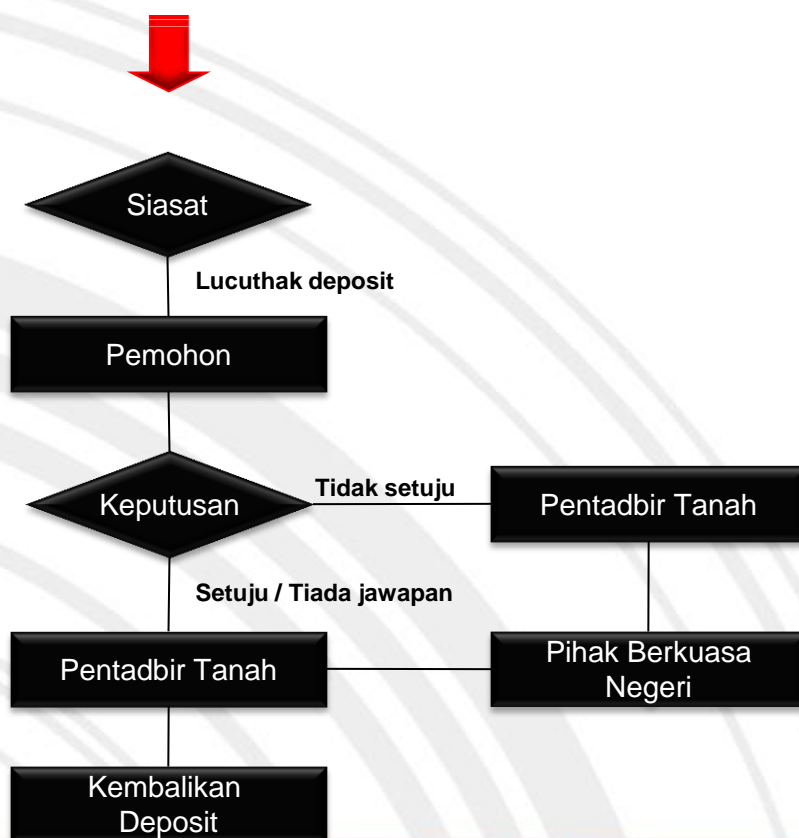 Siasat
Lucuthak deposit
Pemohon
Keputusan
Tidak setuju
Pentadbir Tanah
Setuju / Tiada jawapan
Pentadbir Tanah
Pihak Berkuasa
Negeri
Kembalikan
Deposit